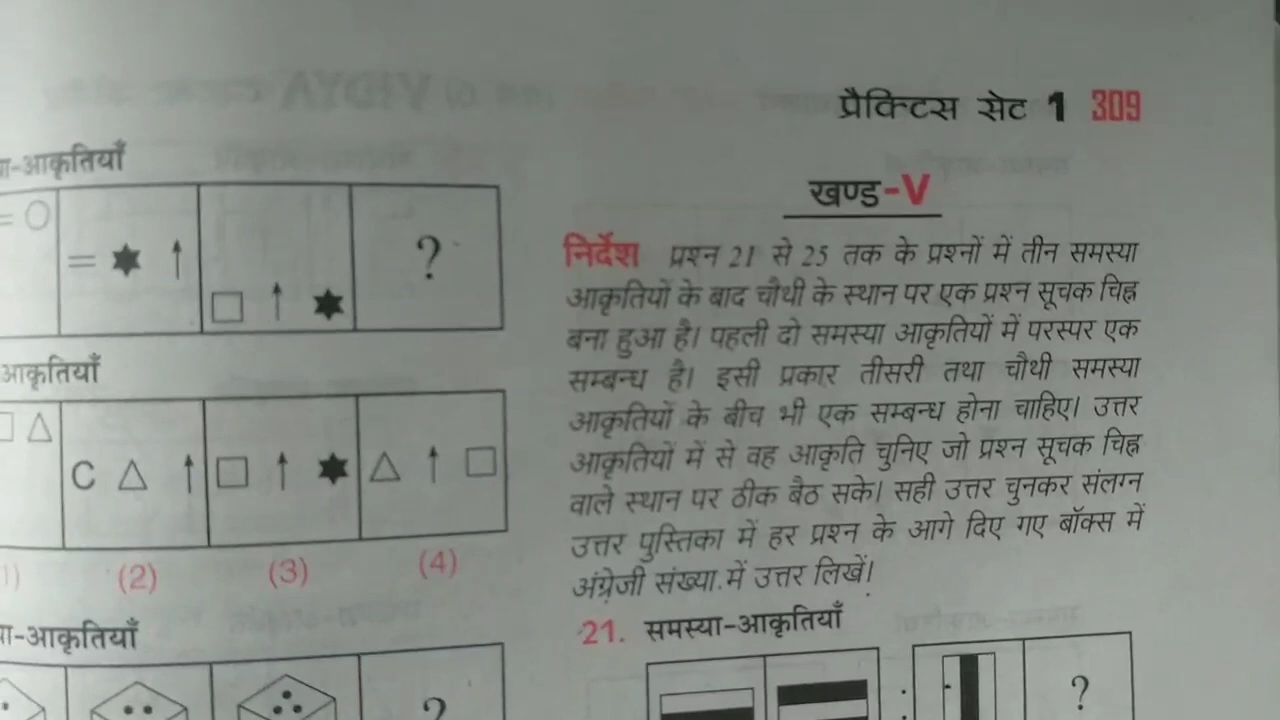 प्रैक्टिस सेट 1 309
-आकृतियाँ
= ○
= ✶ ↑
□ ↑ ✶
?
आकृतियाँ
□ △
C △ ↑
□ ↑ ✶
△ ↑ □
1) (2) (3) (4)
-आकृतियाँ
?
खण्ड-V
निर्देश प्रश्न 21 से 25 तक के प्रश्नों में तीन समस्या
आकृतियों के बाद चौथी के स्थान पर एक प्रश्न सूचक चिह्न
बना हुआ है। पहली दो समस्या आकृतियों में परस्पर एक
सम्बन्ध है। इसी प्रकार तीसरी तथा चौथी समस्या
आकृतियों के बीच भी एक सम्बन्ध होना चाहिए। उत्तर
आकृतियों में से वह आकृति चुनिए जो प्रश्न सूचक चिह्न
वाले स्थान पर ठीक बैठ सके। सही उत्तर चुनकर संलग्न
उत्तर पुस्तिका में हर प्रश्न के आगे दिए गए बॉक्स में
अंग्रेजी संख्या में उत्तर लिखें।
21. समस्या-आकृतियाँ
: ?